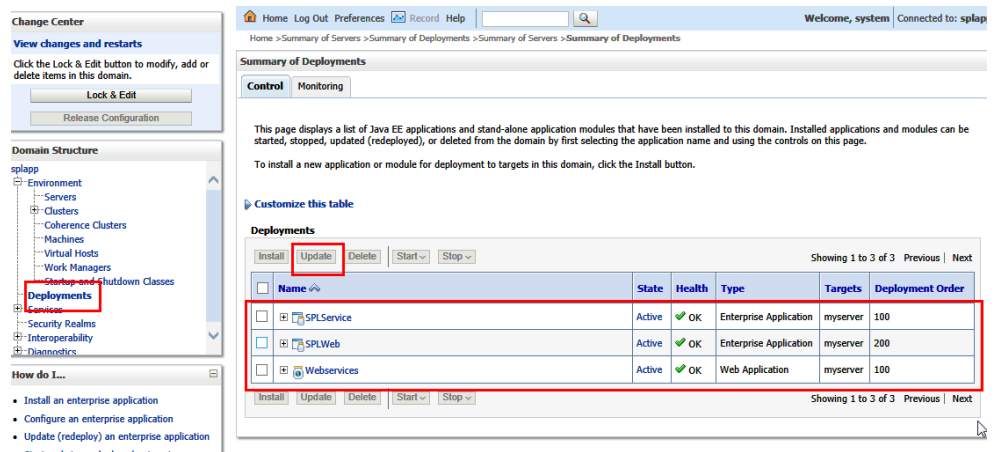 Change Center
View changes and restarts
Click the Lock & Edit button to modify, add or
delete items in this domain.
Lock & Edit
Release Configuration
Domain Structure
splapp
Environment
Servers
Clusters
Coherence Clusters
Machines
Virtual Hosts
Work Managers
Startup and Shutdown Classes
Deployments
Services
Security Realms
Interoperability
Diagnostics
How do I...
Install an enterprise application
Configure an enterprise application
Update (redeploy) an enterprise application
Home Log Out Preferences Record Help
Welcome, system Connected to: splapp
Home >Summary of Servers >Summary of Deployments >Summary of Servers >Summary of Deployments
Summary of Deployments
Control Monitoring
This page displays a list of Java EE applications and stand-alone application modules that have been installed to this domain. Installed applications and modules can be
started, stopped, updated (redeployed), or deleted from the domain by first selecting the application name and using the controls on this page.
To install a new application or module for deployment to targets in this domain, click the Install button.
Customize this table
Deployments
Install Update Delete Start Stop Showing 1 to 3 of 3 Previous | Next
Name State Health Type Targets Deployment Order
SPLService Active OK Enterprise Application myserver 100
SPLWeb Active OK Enterprise Application myserver 200
Webservices Active OK Web Application myserver 100
Install Update Delete Start Stop Showing 1 to 3 of 3 Previous | Next